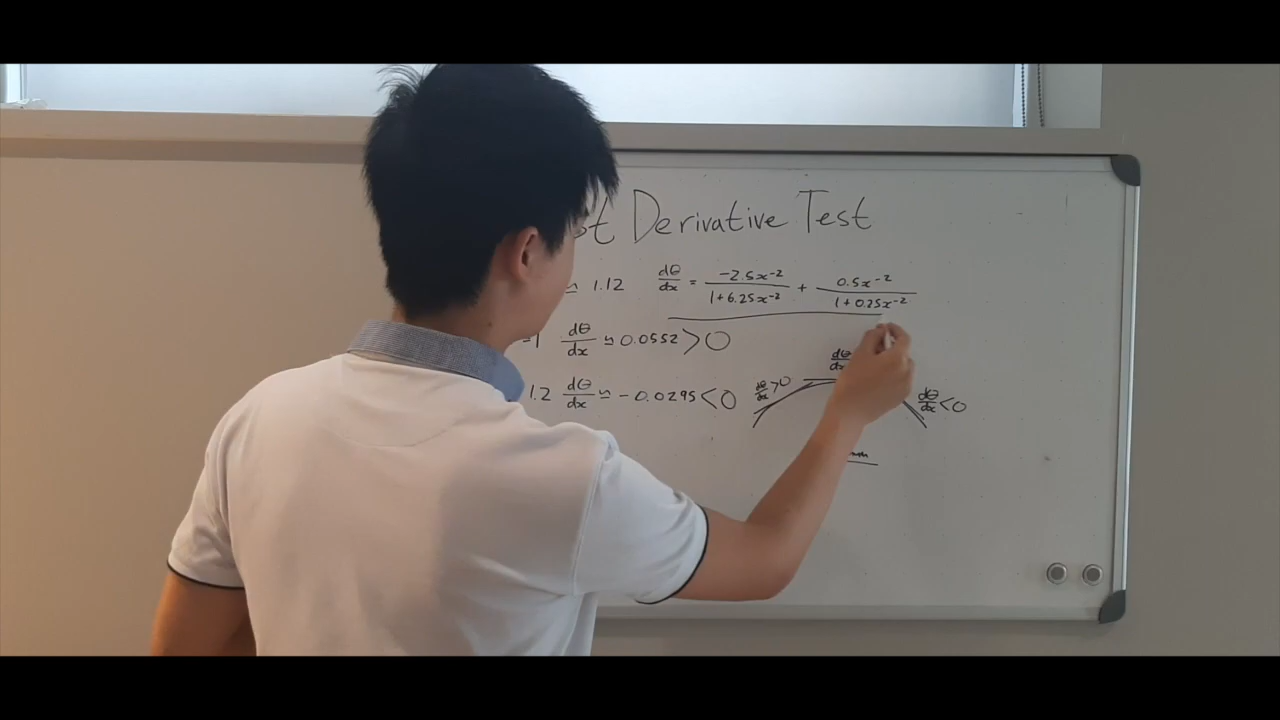 st Derivative Test
≈ 1.12 dθ/dx = -2.5x⁻²/1+6.25x⁻² + 0.5x⁻²/1+0.25x⁻²
1 dθ/dx ≈ 0.0552 > 0
1.2 dθ/dx ≈ -0.0295 < 0
dθ/dx > 0
dθ/dx
dθ/dx < 0